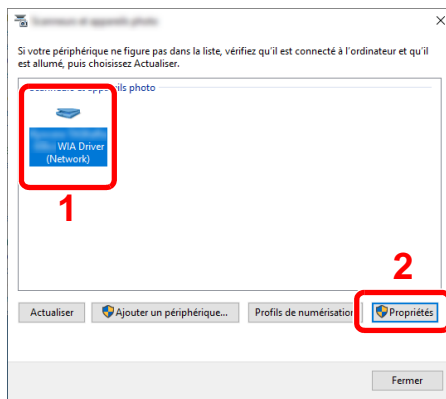 Si votre périphérique ne figure pas dans la liste, vérifiez qu'il est connecté à l'ordinateur et qu'il
est allumé, puis choisissez Actualiser.
WIA Driver
(Network)
1
2
Actualiser
Ajouter un périphérique...
Profils de numérisation
Propriétés
Fermer